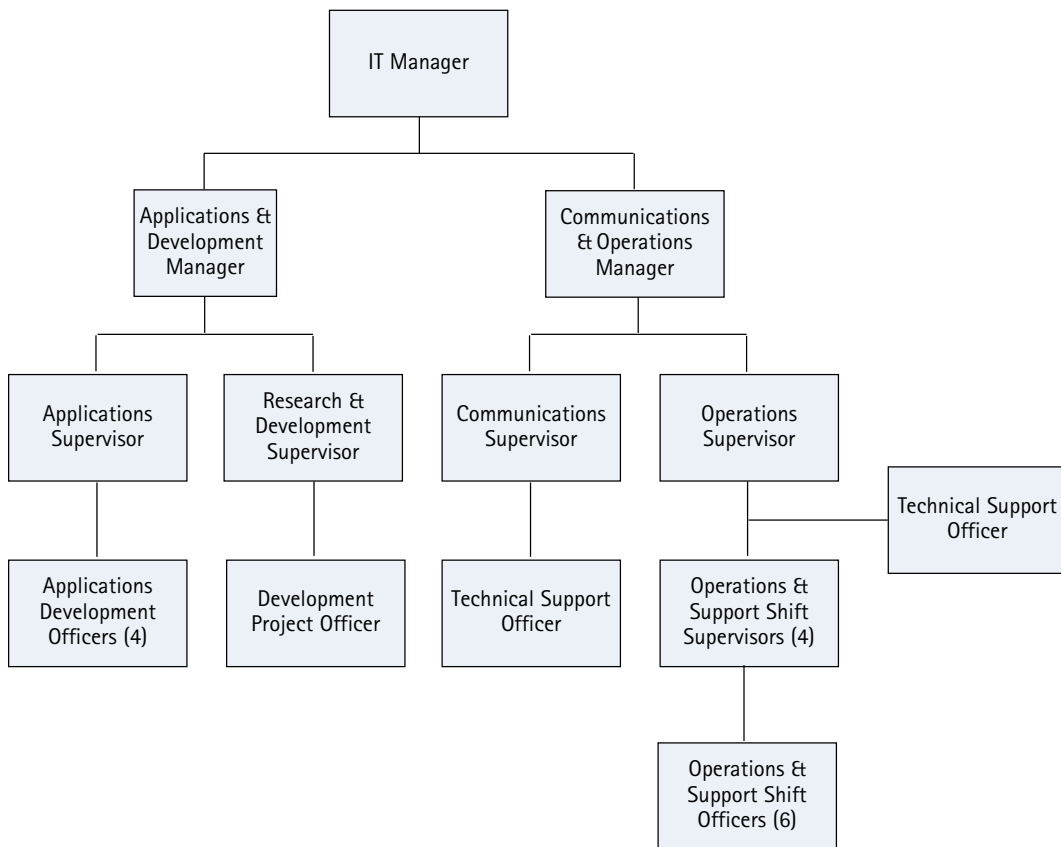 IT Manager
Applications &
Development
Manager
Communications
& Operations
Manager
Applications
Supervisor
Research &
Development
Supervisor
Communications
Supervisor
Operations
Supervisor
Technical Support
Officer
Applications
Development
Officers (4)
Development
Project Officer
Technical Support
Officer
Operations &
Support Shift
Supervisors (4)
Operations &
Support Shift
Officers (6)